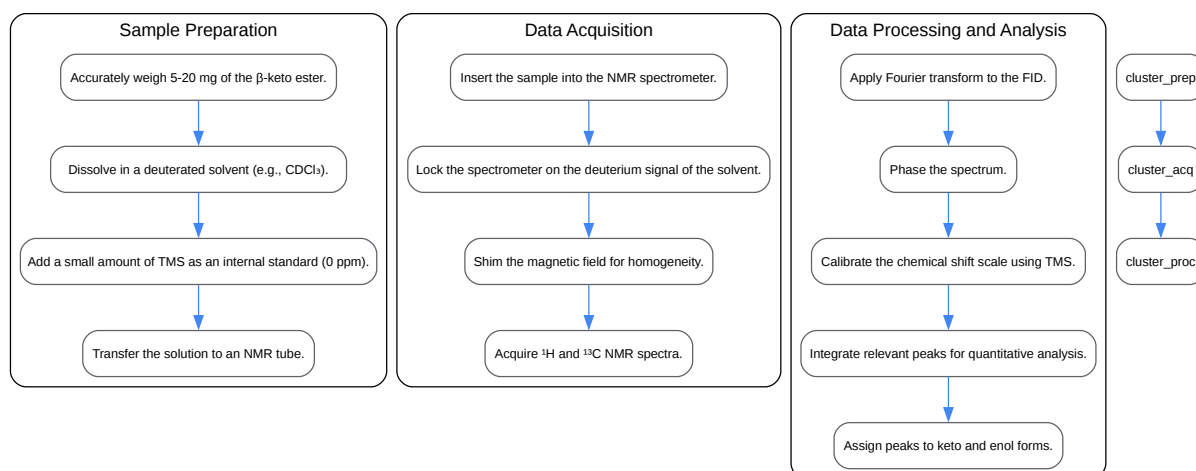 Sample Preparation
Accurately weigh 5-20 mg of the β-keto ester.
Dissolve in a deuterated solvent (e.g., CDCl₃).
Add a small amount of TMS as an internal standard (0 ppm).
Transfer the solution to an NMR tube.
Data Acquisition
Insert the sample into the NMR spectrometer.
Lock the spectrometer on the deuterium signal of the solvent.
Shim the magnetic field for homogeneity.
Acquire ¹H and ¹³C NMR spectra.
Data Processing and Analysis
Apply Fourier transform to the FID.
Phase the spectrum.
Calibrate the chemical shift scale using TMS.
Integrate relevant peaks for quantitative analysis.
Assign peaks to keto and enol forms.
cluster_prep
cluster_acq
cluster_proc